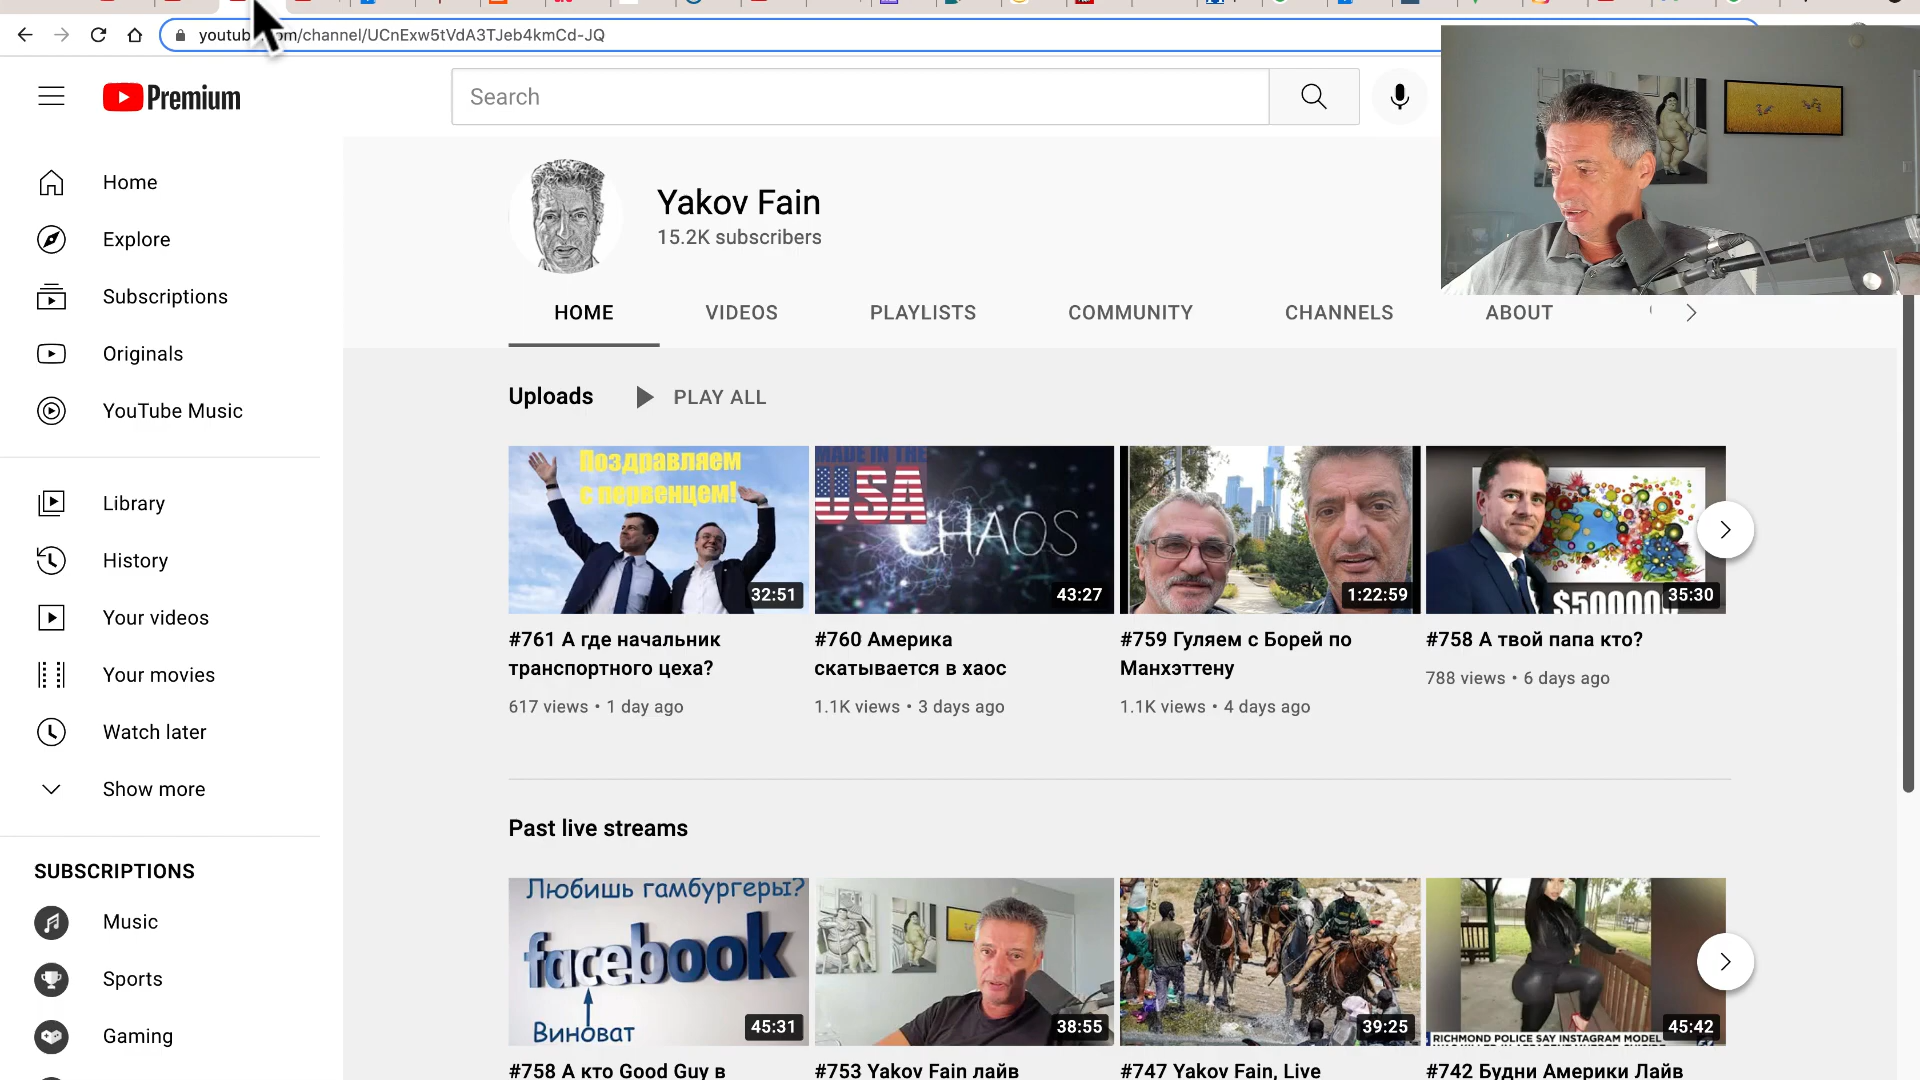 youtub
m/channel/UCnExw5tVdA3TJeb4kmCd-JQ
Premium
Search
Home
Explore
Subscriptions
Originals
YouTube Music
Library
History
Your videos
Your movies
Watch later
Show more
SUBSCRIPTIONS
Music
Sports
Gaming
Yakov Fain
15.2K subscribers
HOME VIDEOS PLAYLISTS COMMUNITY CHANNELS ABOUT
Uploads PLAY ALL
Поздравляем
с первенцем!
32:51
#761 А где начальник
транспортного цеха?
617 views • 1 day ago
MADE IN THE
USA
CHAOS
43:27
#760 Америка
скатывается в хаос
1.1K views • 3 days ago
1:22:59
#759 Гуляем с Борей по
Манхэттену
1.1K views • 4 days ago
35:30
#758 А твой папа кто?
788 views • 6 days ago
Past live streams
Любишь гамбургеры?
facebook
Виноват
45:31
#758 А кто Good Guy в
38:55
#753 Yakov Fain лайв
39:25
#747 Yakov Fain, Live
RICHMOND POLICE SAY INSTAGRAM MODEL
45:42
#742 Будни Америки Лайв